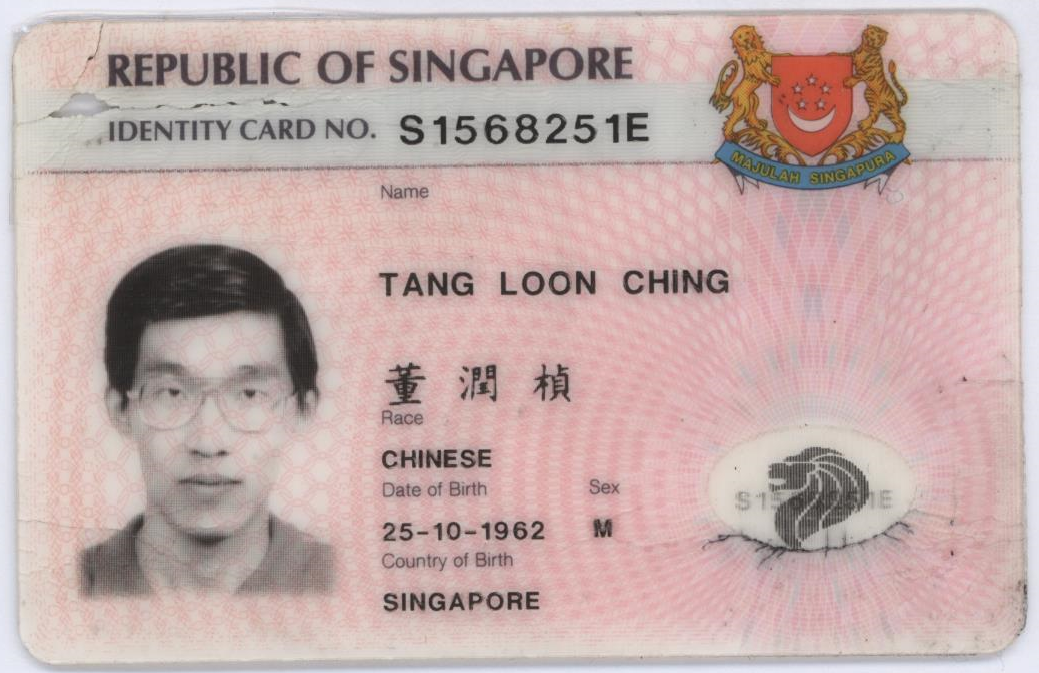 REPUBLIC OF SINGAPORE
IDENTITY CARD NO. S1568251E
MAJULAH SINGAPURA
Name
TANG LOON CHING
董潤楨
Race
CHINESE
Date of Birth
Sex
25-10-1962
M
Country of Birth
SINGAPORE